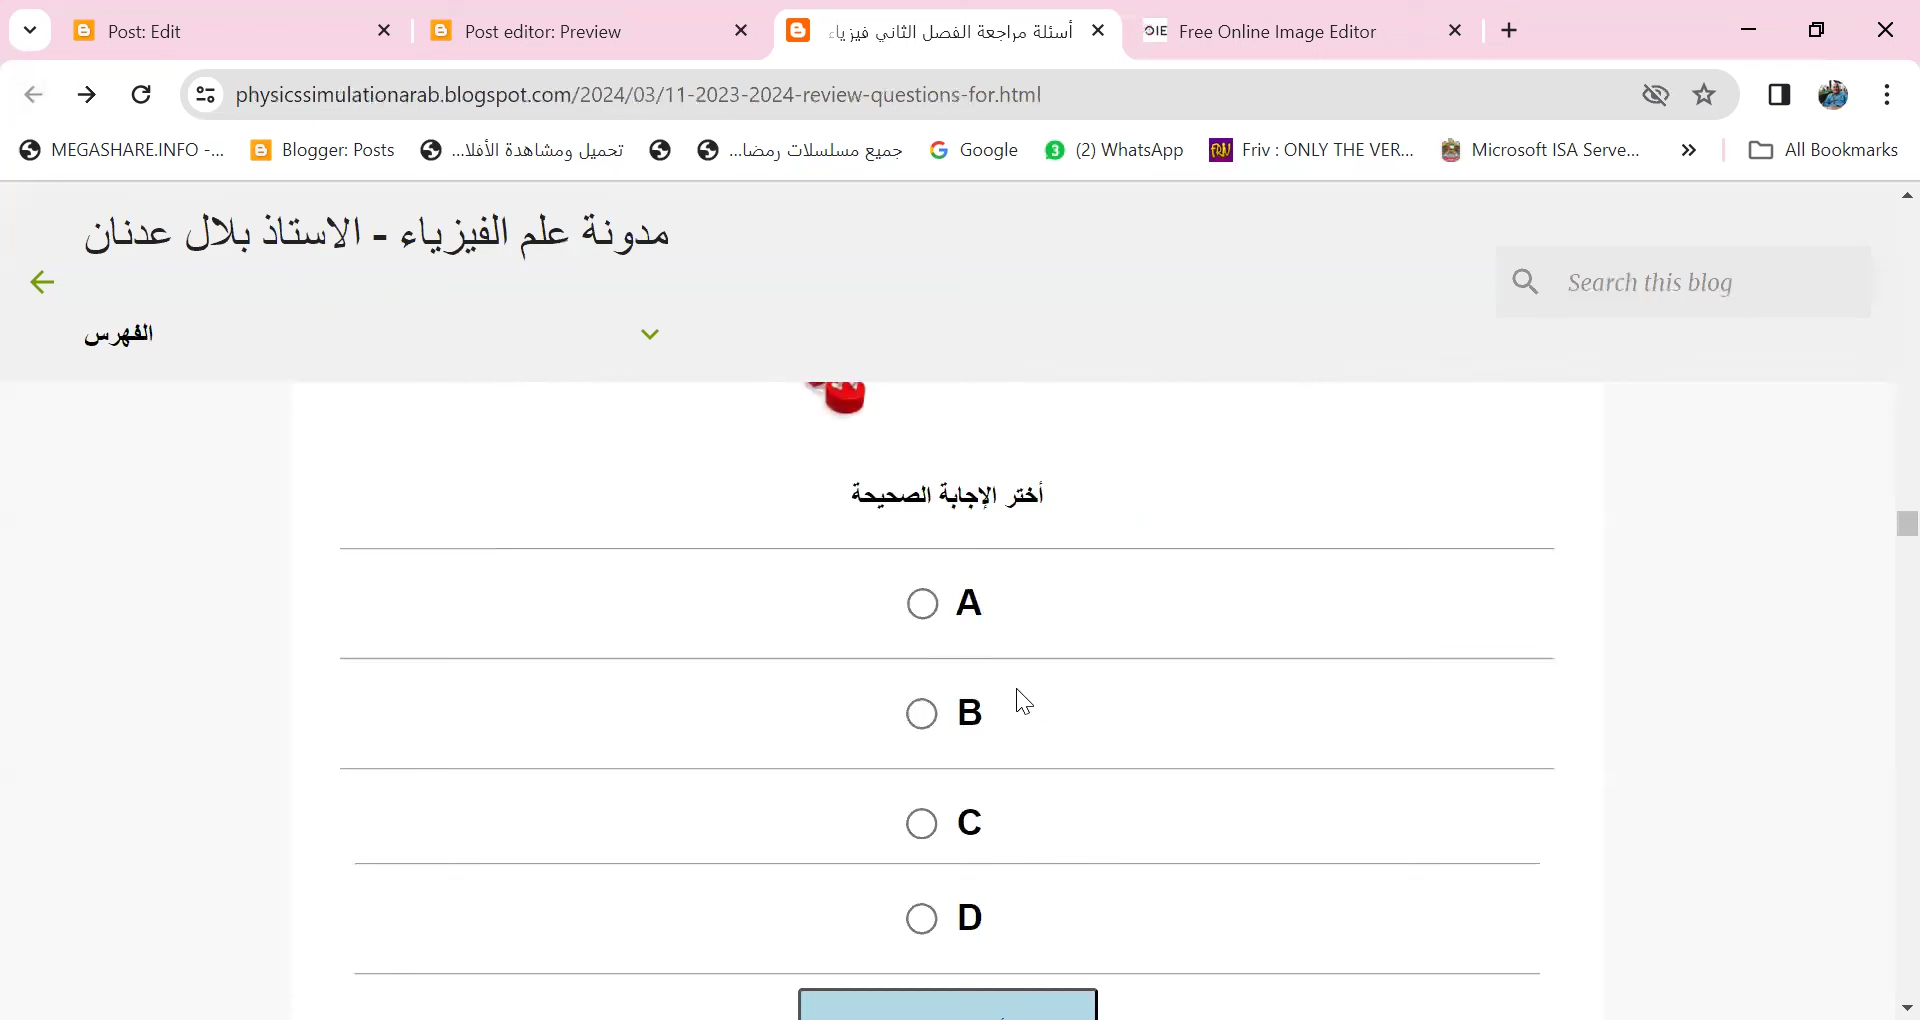 Post: Edit
Post editor: Preview
أسئلة مراجعة الفصل الثاني فيزياء
OIE Free Online Image Editor
physicssimulationarab.blogspot.com/2024/03/11-2023-2024-review-questions-for.html
MEGASHARE.INFO -...
Blogger: Posts
تحميل ومشاهدة الأفلا...
جميع مسلسلات رمضا...
Google
3 (2) WhatsApp
FRIV Friv : ONLY THE VER...
Microsoft ISA Serve...
All Bookmarks
مدونة علم الفيزياء - الاستاذ بلال عدنان
Search this blog
الفهرس
أختر الإجابة الصحيحة
A
B
C
D